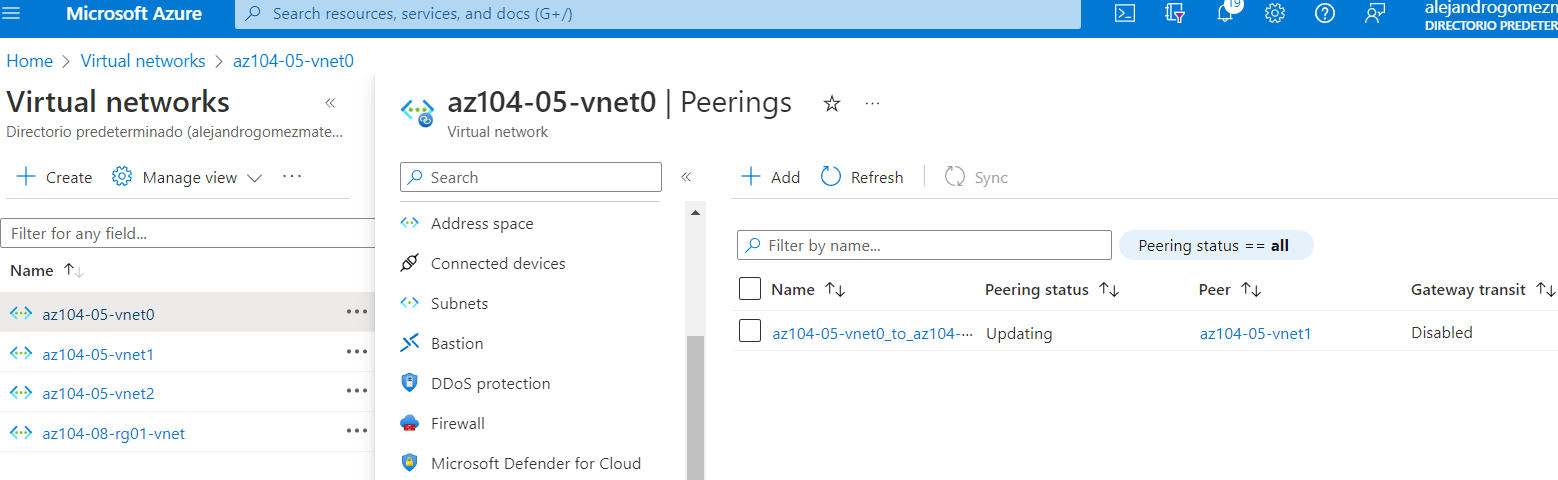 Microsoft Azure
Search resources, services, and docs (G+/)
19
alejandrogomezm
DIRECTORIO PREDETER
Home > Virtual networks > az104-05-vnet0
Virtual networks «
Directorio predeterminado (alejandrogomezmate...
+ Create Manage view ...
Filter for any field...
Name ↑↓
az104-05-vnet0 ...
az104-05-vnet1 ...
az104-05-vnet2 ...
az104-08-rg01-vnet ...
az104-05-vnet0 | Peerings ☆ ...
Virtual network
Search «
Address space
Connected devices
Subnets
Bastion
DDoS protection
Firewall
Microsoft Defender for Cloud
+ Add Refresh | Sync
Filter by name...
Peering status == all
Name ↑↓ Peering status ↑↓ Peer ↑↓ Gateway transit ↑↓
az104-05-vnet0_to_az104-... Updating az104-05-vnet1 Disabled